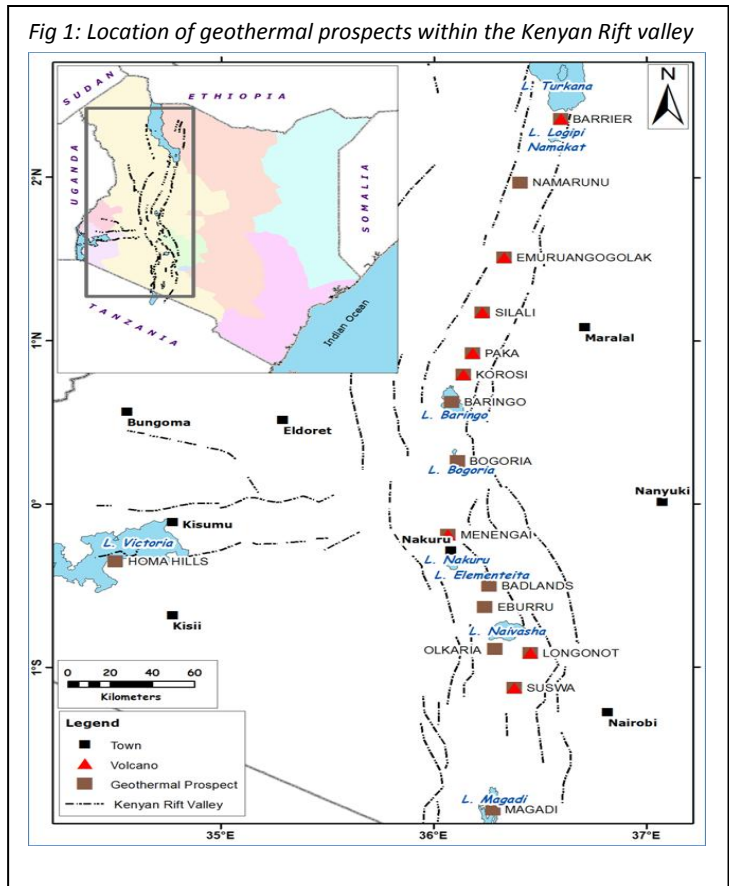 Fig 1: Location of geothermal prospects within the Kenyan Rift valley
SUDAN
ETHIOPIA
UGANDA
SOMALIA
TANZANIA
Indian Ocean
N
L. Turkana
BARRIER
L. Logipi
Namakat
2°N
NAMARUNU
EMURUANGOGOLAK
SILALI
1°N
Maralal
PAKA
KOROSI
BARINGO
L. Baringo
Bungoma
Eldoret
BOGORIA
L. Bogoria
0°
Nanyuki
Kisumu
L. Victoria
HOMA HILLS
MENENGAI
Nakuru
L. Nakuru
L. Elementeita
BADLANDS
EBURRU
Kisii
L. Naivasha
OLKARIA
LONGONOT
1°S
SUSWA
Nairobi
0 20 40 60
Kilometers
Legend
Town
Volcano
Geothermal Prospect
Kenyan Rift Valley
L. Magadi
MAGADI
35°E
36°E
37°E